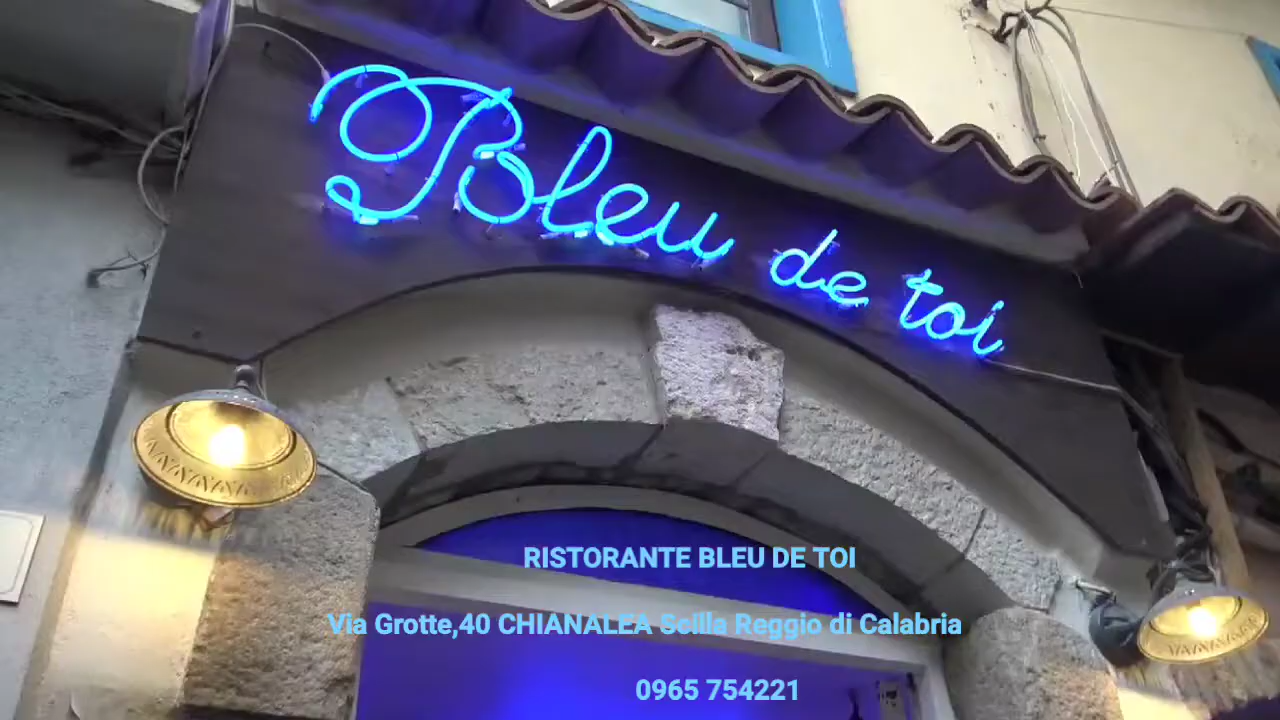 Bleu de toi
RISTORANTE BLEU DE TOI
Via Grotte,40 CHIANALEA Scilla Reggio di Calabria
0965 754221